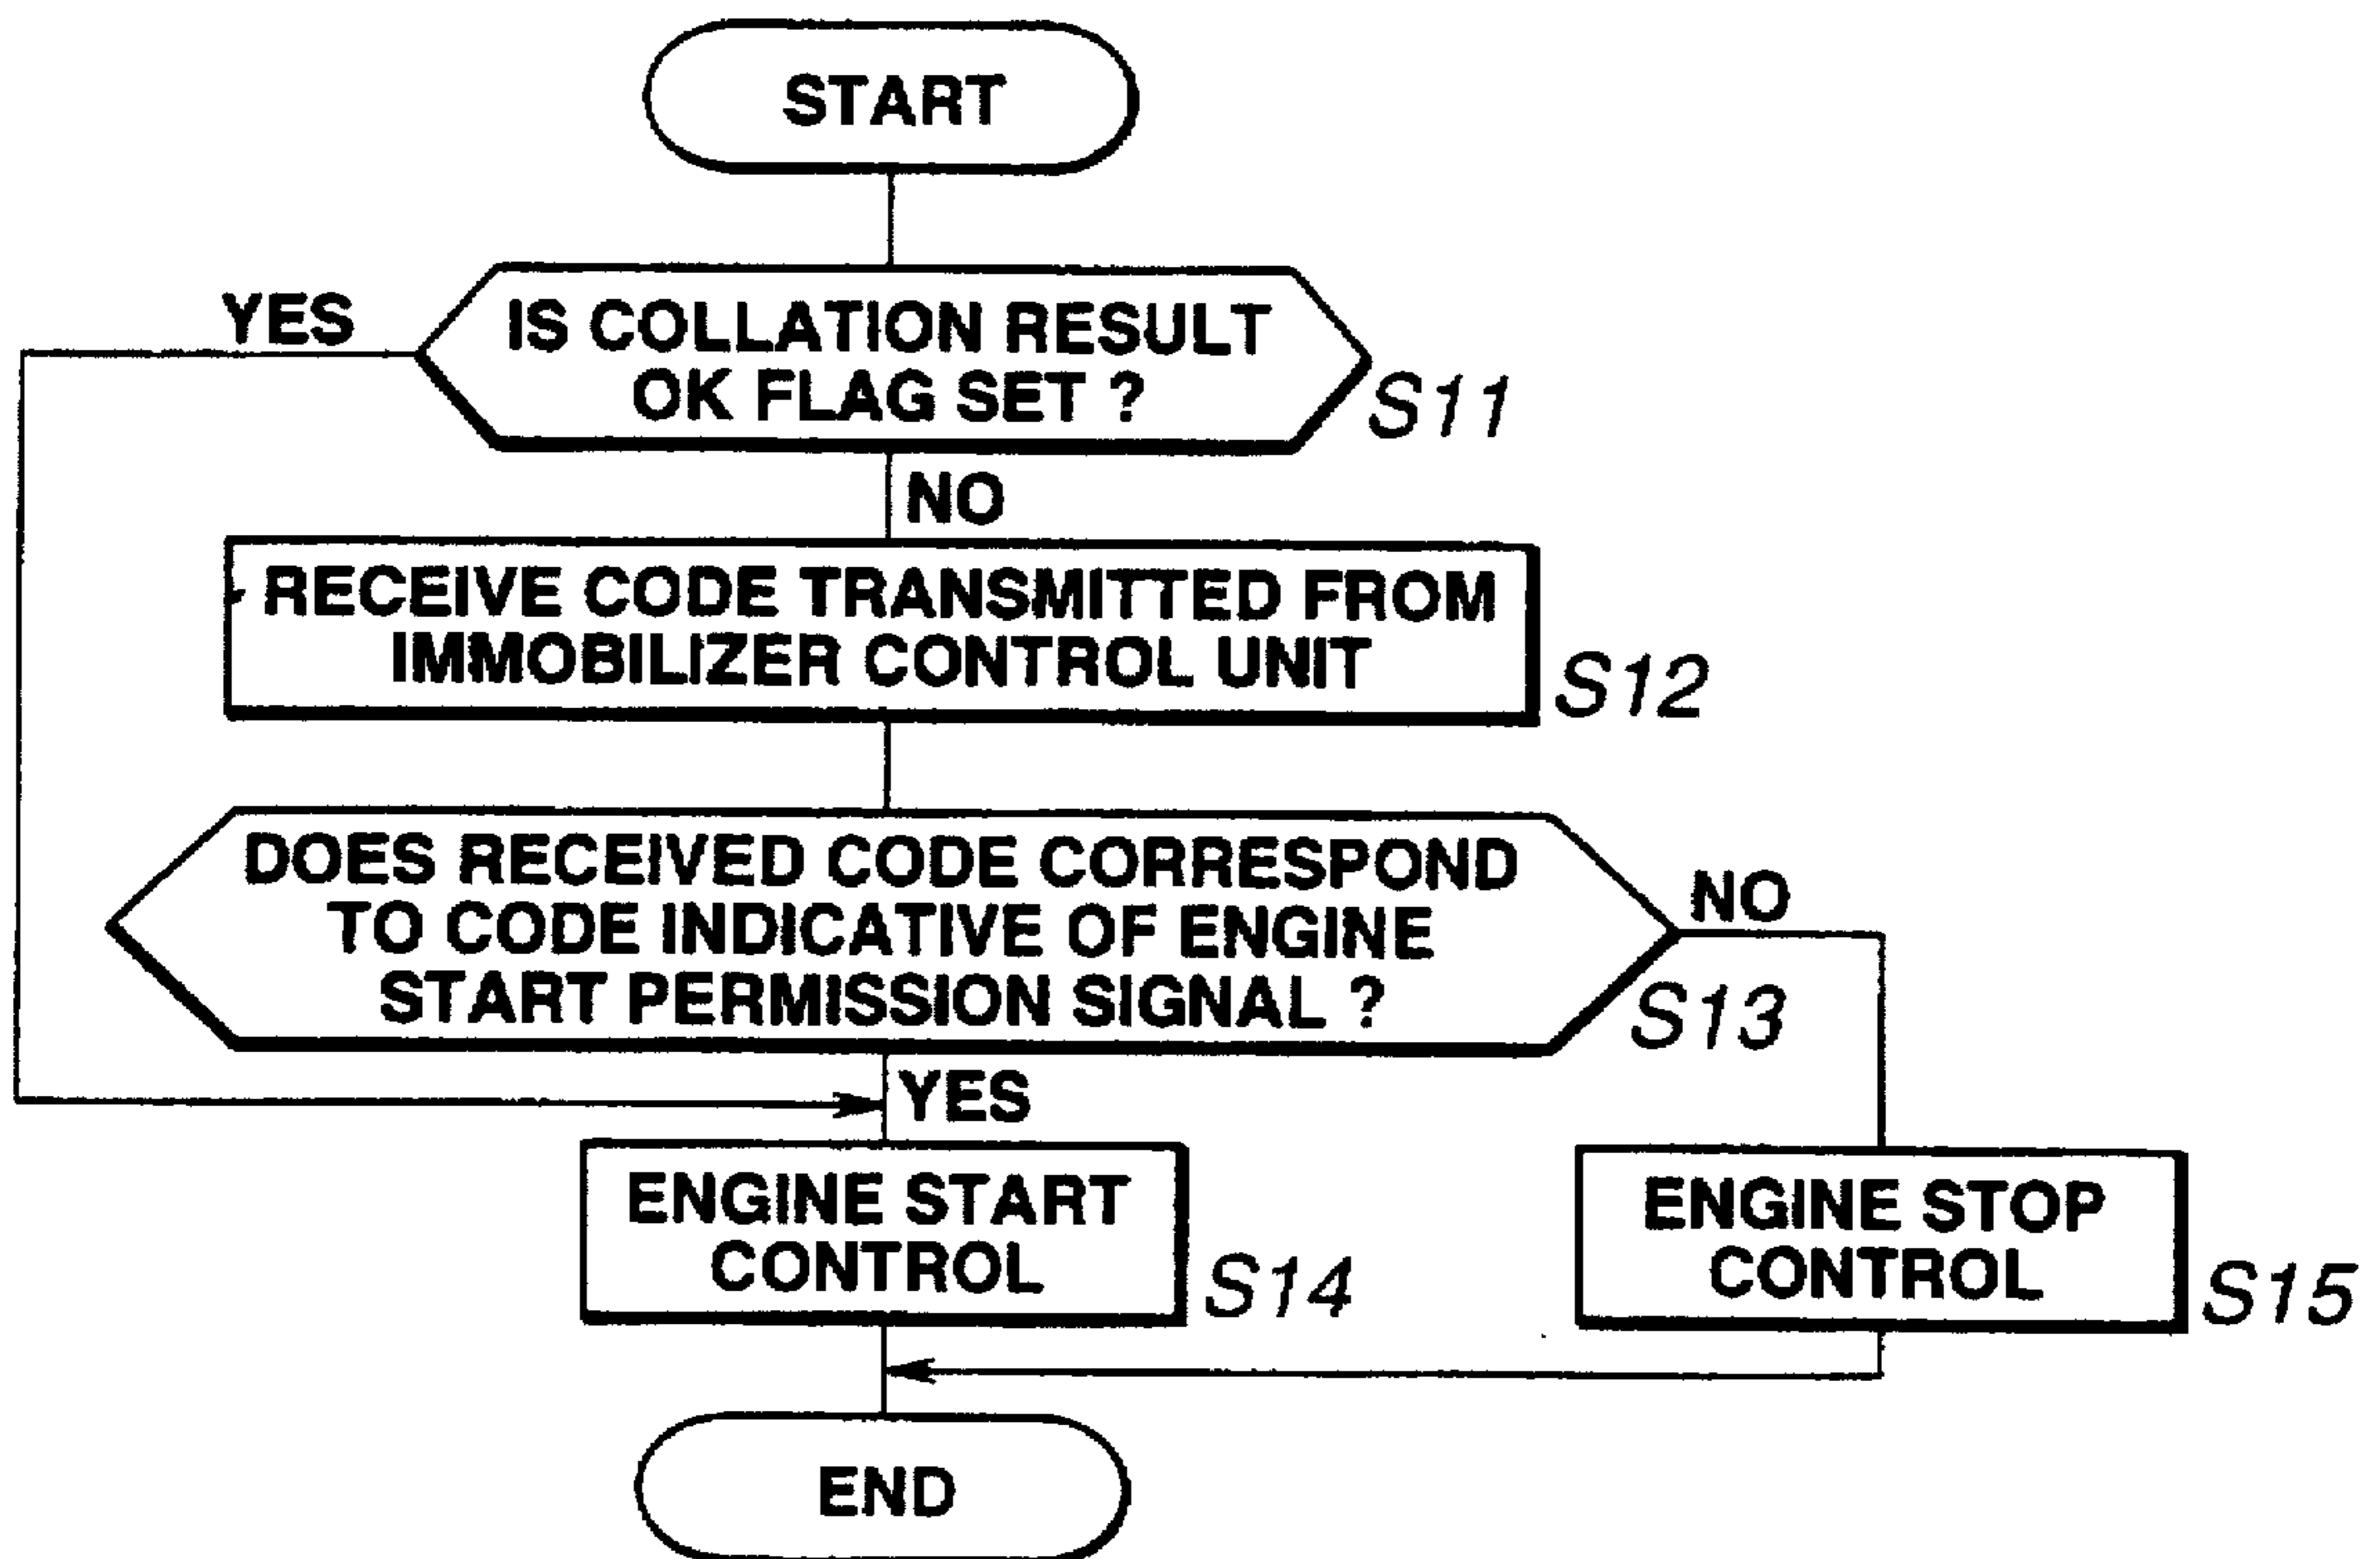 START
YES
IS COLLATION RESULT
OK FLAG SET ?
S11
NO
RECEIVE CODE TRANSMITTED FROM
IMMOBILIZER CONTROL UNIT
S12
DOES RECEIVED CODE CORRESPOND
TO CODE INDICATIVE OF ENGINE
START PERMISSION SIGNAL ?
NO
S13
YES
ENGINE START
CONTROL
S14
ENGINE STOP
CONTROL
S15
END